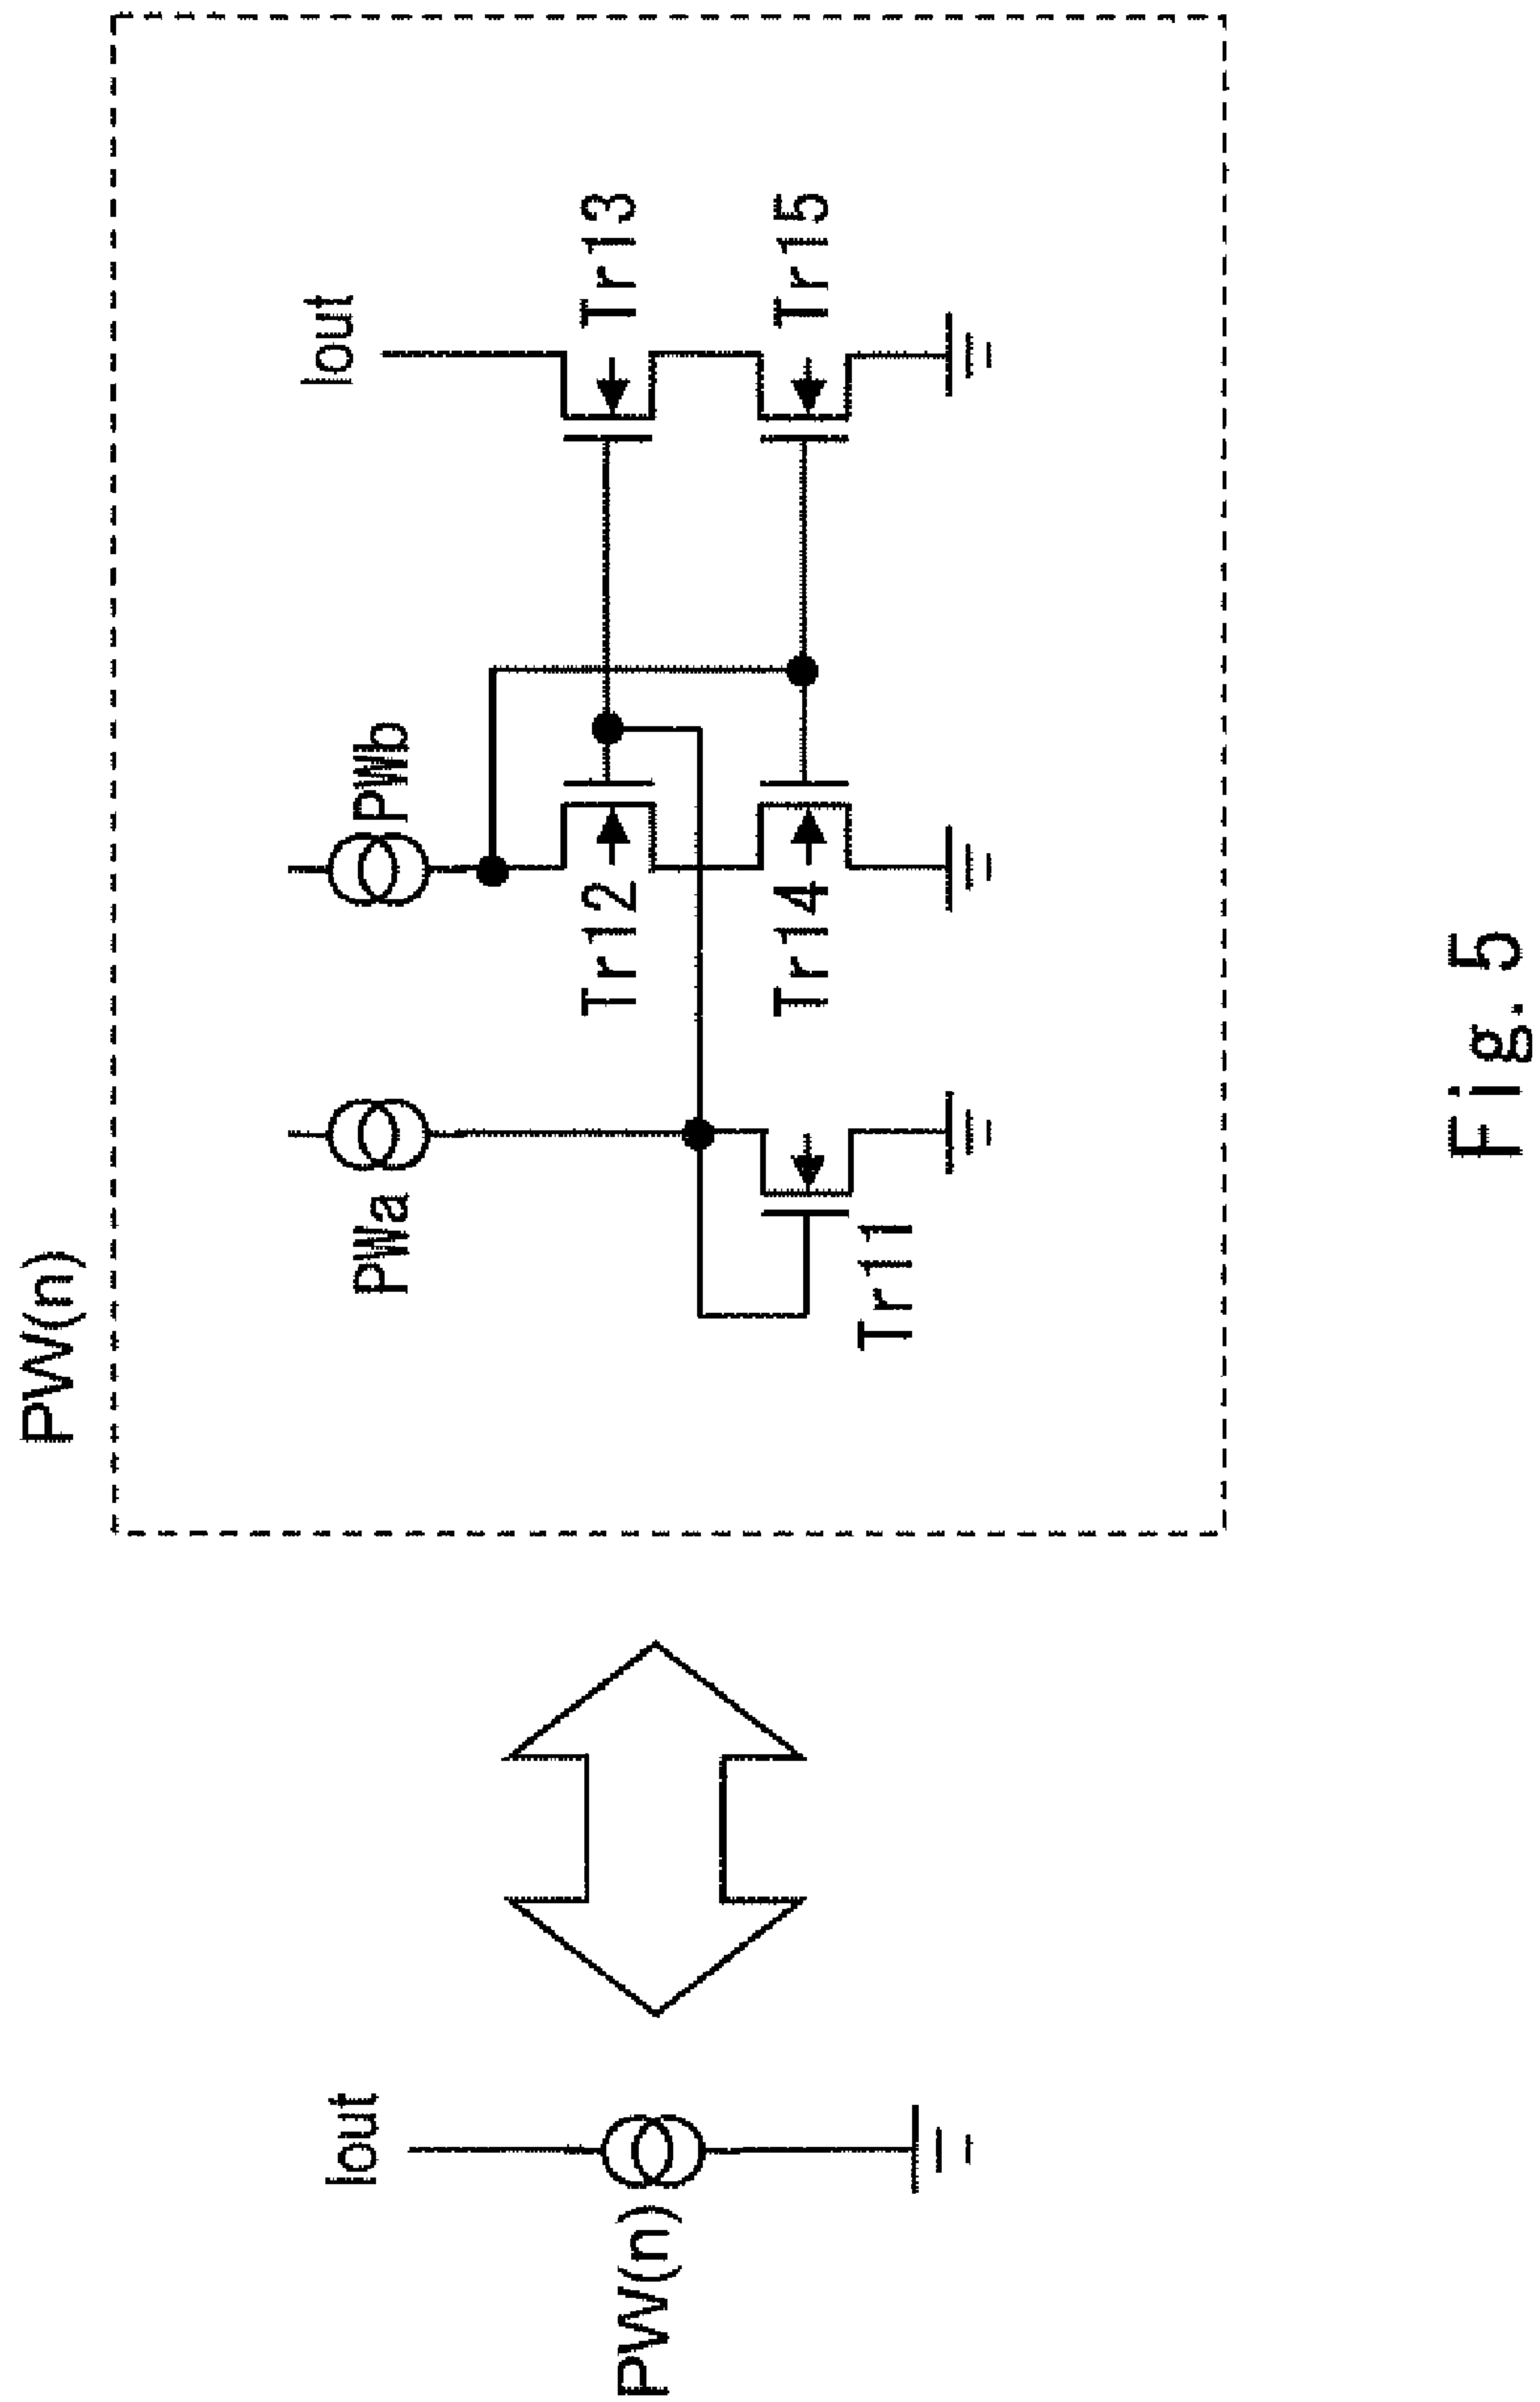 PW(n)
Iout
PWa
PWb
Iout
Tr12
Tr13
PW(n)
Tr11
Tr14
Tr15
Fig. 5